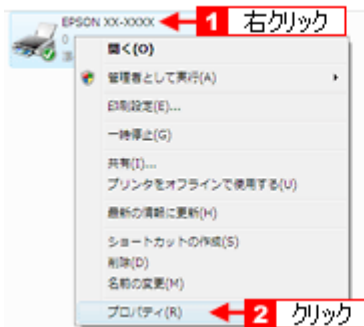 EPSON XX-XXXX 1 右クリック
0
開く(O)
管理者として実行(A)
印刷設定(E)...
一時停止(G)
共有(I)...
プリンタをオフラインで使用する(U)
最新の情報に更新(H)
ショートカットの作成(S)
削除(D)
名前の変更(M)
プロパティ(R) 2 クリック